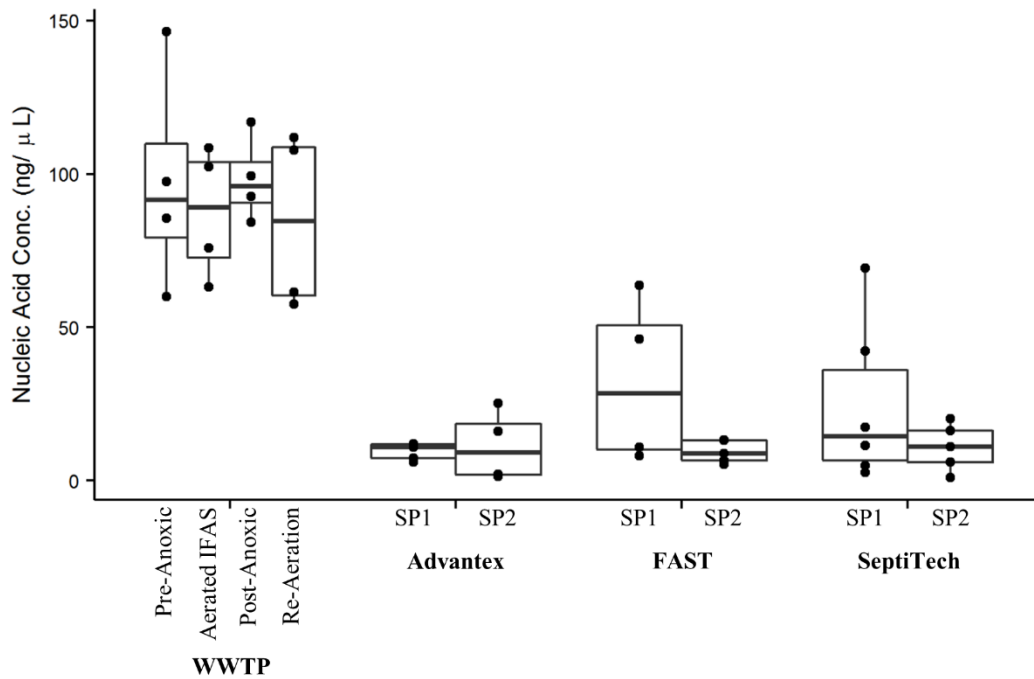 150
100
50
0
Nucleic Acid Conc. (ng/ μ L)
Pre-Anoxic
Aerated IFAS
Post-Anoxic
Re-Aeration
WWTP
SP1 SP2
Advantex
SP1 SP2
FAST
SP1 SP2
SeptiTech